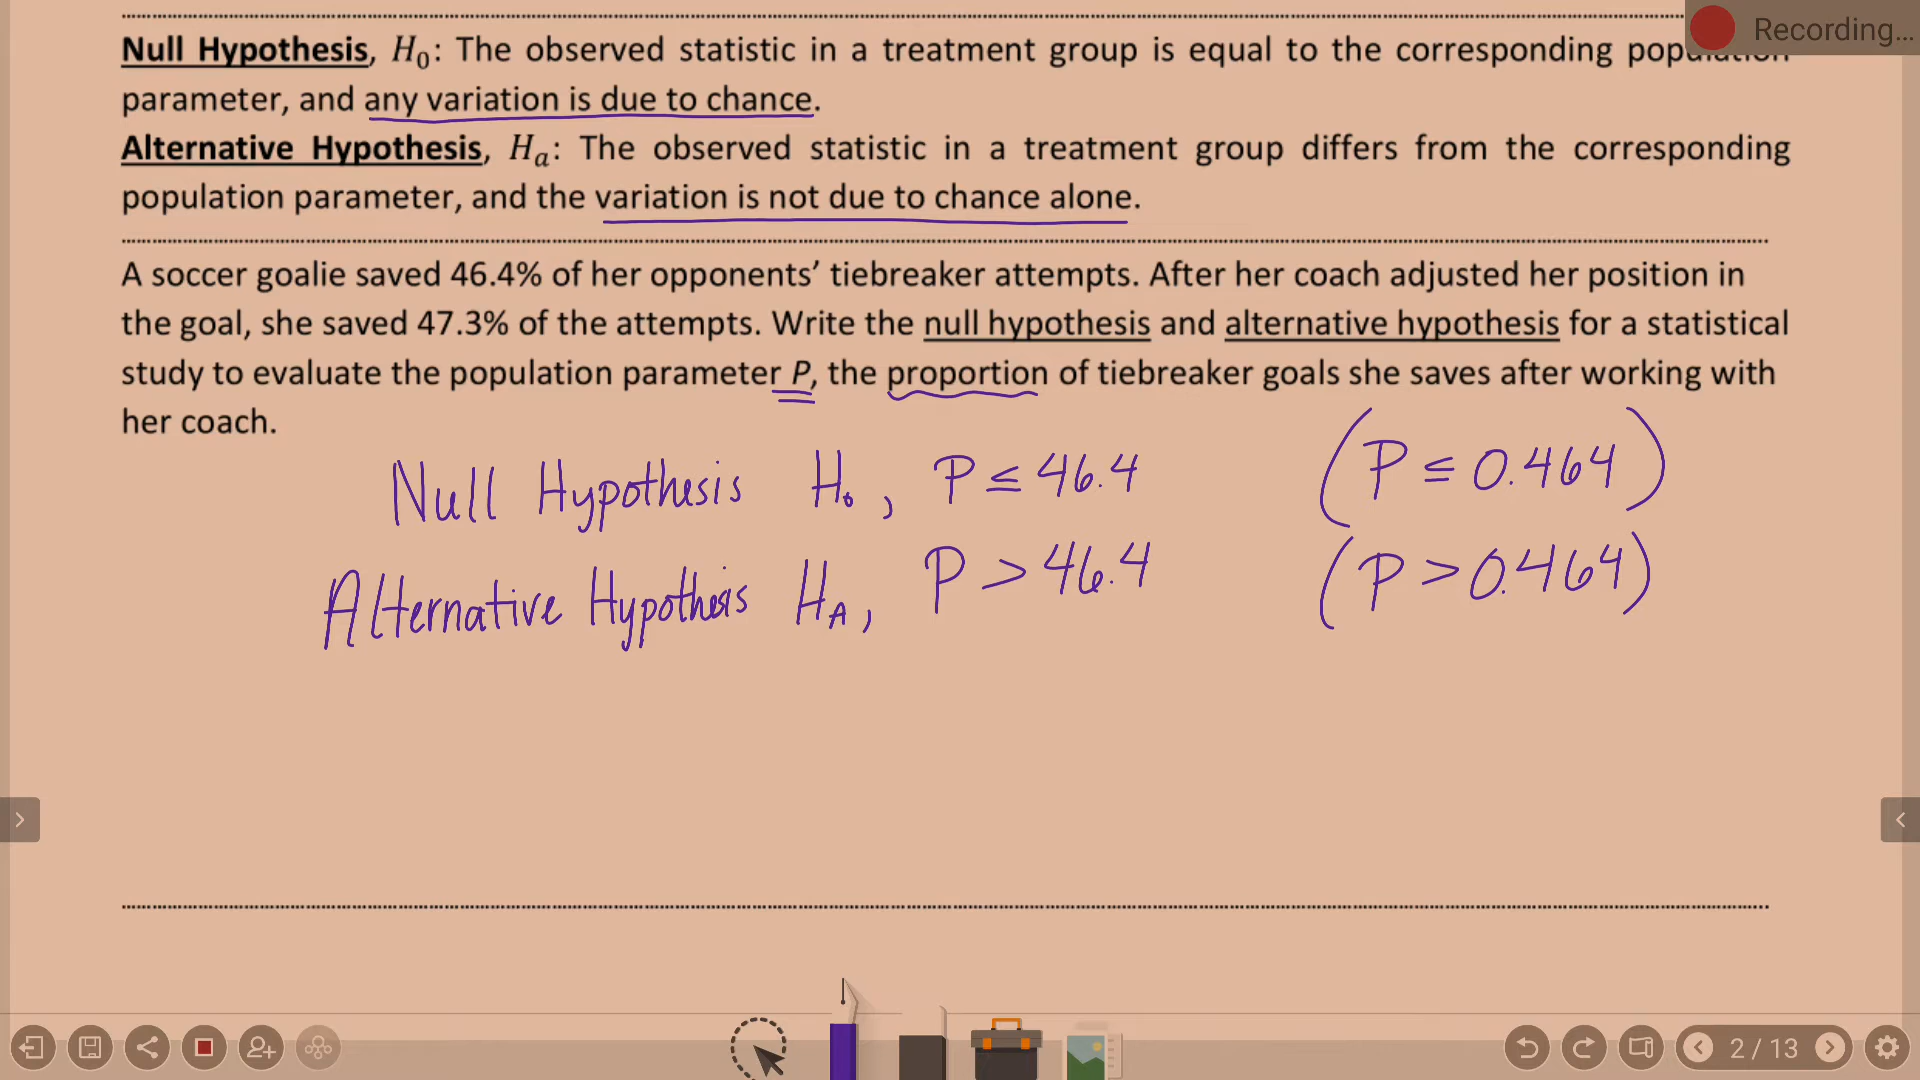 Recording...
Null Hypothesis, H₀: The observed statistic in a treatment group is equal to the corresponding population
parameter, and any variation is due to chance.
Alternative Hypothesis, Hₐ: The observed statistic in a treatment group differs from the corresponding
population parameter, and the variation is not due to chance alone.
A soccer goalie saved 46.4% of her opponents’ tiebreaker attempts. After her coach adjusted her position in
the goal, she saved 47.3% of the attempts. Write the null hypothesis and alternative hypothesis for a statistical
study to evaluate the population parameter P, the proportion of tiebreaker goals she saves after working with
her coach.
Null Hypothesis H₀, P ≤ 46.4 (P ≤ 0.464)
Alternative Hypothesis H_A, P > 46.4 (P > 0.464)
2 / 13